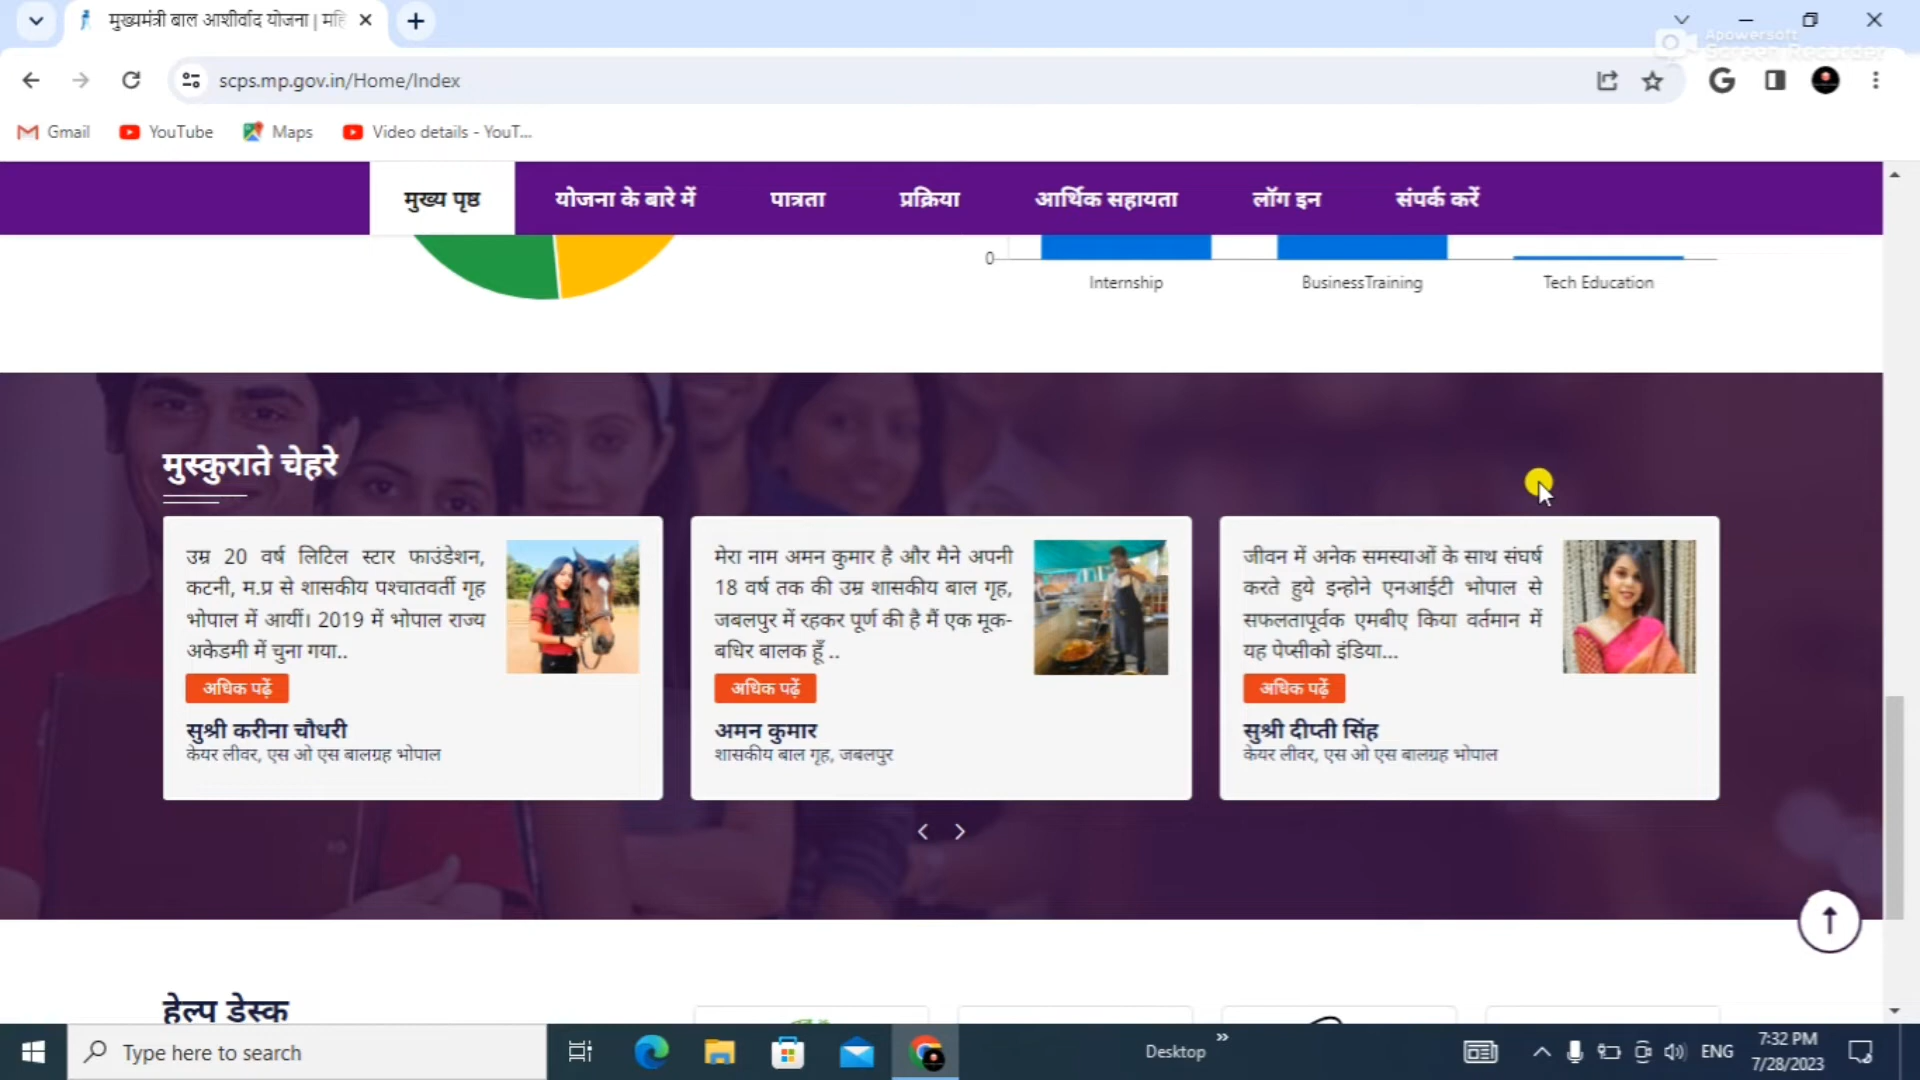 मुख्यमंत्री बाल आशीर्वाद योजना | महि
Apowersoft
Screen Recorder
scps.mp.gov.in/Home/Index
Gmail YouTube Maps Video details - YouT...
मुख्य पृष्ठ योजना के बारे में पात्रता प्रक्रिया आर्थिक सहायता लॉग इन संपर्क करें
0
Internship BusinessTraining Tech Education
मुस्कुराते चेहरे
उम्र 20 वर्ष लिटिल स्टार फाउंडेशन,
कटनी, म.प्र से शासकीय पश्चातवर्ती गृह
भोपाल में आयीं। 2019 में भोपाल राज्य
अकेडमी में चुना गया..
अधिक पढ़ें
सुश्री करीना चौधरी
केयर लीवर, एस ओ एस बालग्रह भोपाल
मेरा नाम अमन कुमार है और मैने अपनी
18 वर्ष तक की उम्र शासकीय बाल गृह,
जबलपुर में रहकर पूर्ण की है मैं एक मूक-
बधिर बालक हूँ ..
अधिक पढ़ें
अमन कुमार
शासकीय बाल गृह, जबलपुर
जीवन में अनेक समस्याओं के साथ संघर्ष
करते हुये इन्होने एनआईटी भोपाल से
सफलतापूर्वक एमबीए किया वर्तमान में
यह पेप्सीको इंडिया...
अधिक पढ़ें
सुश्री दीप्ती सिंह
केयर लीवर, एस ओ एस बालग्रह भोपाल
हेल्प डेस्क
Type here to search
Desktop
ENG
7:32 PM
7/28/2023